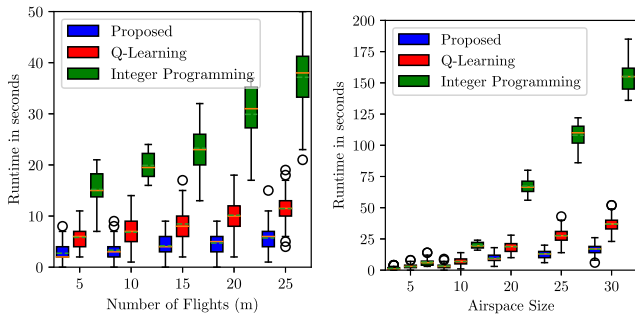 50
40
30
20
10
0
Runtime in seconds
Proposed
Q-Learning
Integer Programming
5
10
15
20
25
Number of Flights (m)
200
175
150
125
100
75
50
25
0
Runtime in seconds
Proposed
Q-Learning
Integer Programming
5
10
15
20
25
30
Airspace Size